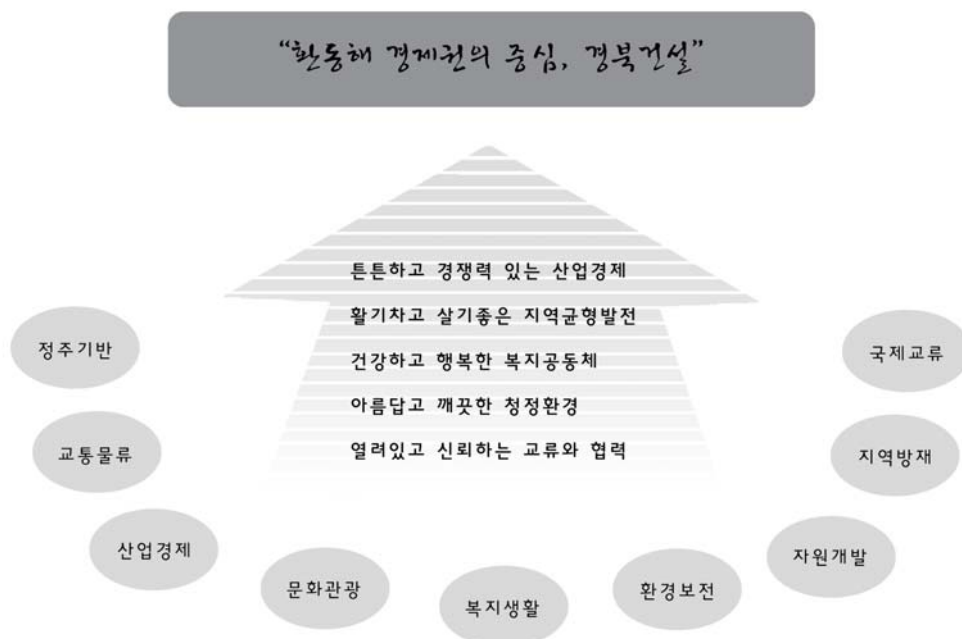 “환동해 경제권의 중심, 경북건설”
튼튼하고 경쟁력 있는 산업경제
활기차고 살기좋은 지역균형발전
건강하고 행복한 복지공동체
아름답고 깨끗한 청정환경
열려있고 신뢰하는 교류와 협력
정주기반
교통물류
산업경제
문화관광
복지생활
환경보전
자원개발
지역방재
국제교류